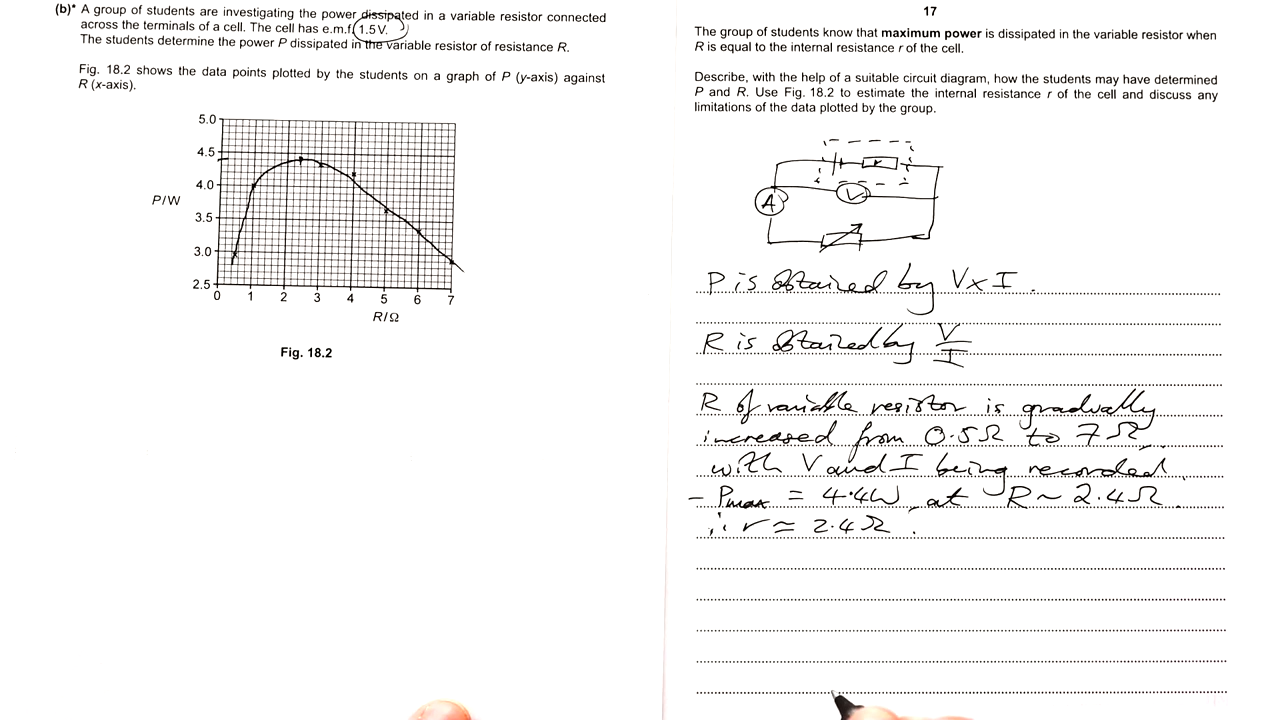 (b)* A group of students are investigating the power dissipated in a variable resistor connected
across the terminals of a cell. The cell has e.m.f. 1.5 V.
The students determine the power P dissipated in the variable resistor of resistance R.
Fig. 18.2 shows the data points plotted by the students on a graph of P (y-axis) against
R (x-axis).
5.0
4.5
4.0
3.5
3.0
2.5
P/W
0 1 2 3 4 5 6 7
R/Ω
Fig. 18.2
17
The group of students know that maximum power is dissipated in the variable resistor when
R is equal to the internal resistance r of the cell.
Describe, with the help of a suitable circuit diagram, how the students may have determined
P and R. Use Fig. 18.2 to estimate the internal resistance r of the cell and discuss any
limitations of the data plotted by the group.
r
V
A
P is obtained by V×I.
R is obtained by V/I
R of variable resistor is gradually
increased from 0.5Ω to 7Ω,
with V and I being recorded.
- Pmax = 4.4W, at R ~ 2.4Ω.
∴ r ≈ 2.4Ω.